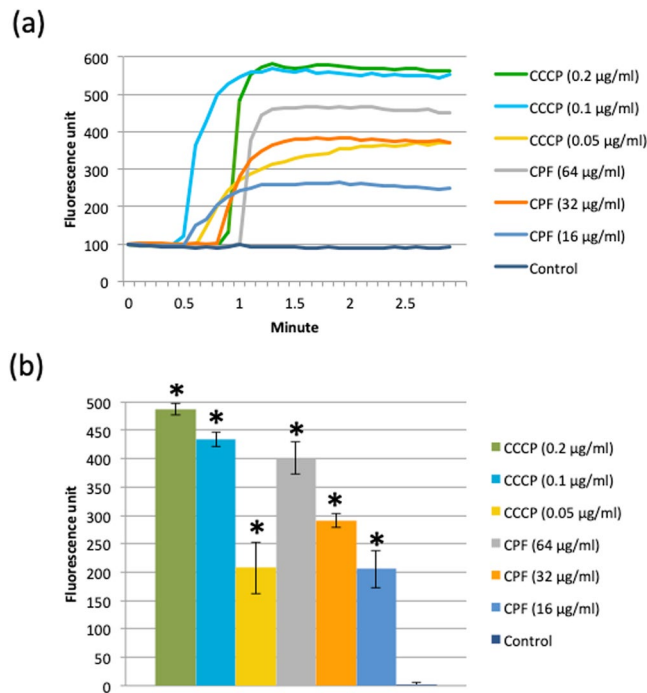 (a)
600
500
400
300
200
100
0
Fluorescence unit
0 0.5 1 1.5 2 2.5
Minute
CCCP (0.2 µg/ml)
CCCP (0.1 µg/ml)
CCCP (0.05 µg/ml)
CPF (64 µg/ml)
CPF (32 µg/ml)
CPF (16 µg/ml)
Control
(b)
500
450
400
350
300
250
200
150
100
50
0
Fluorescence unit
* * * * * *
CCCP (0.2 µg/ml)
CCCP (0.1 µg/ml)
CCCP (0.05 µg/ml)
CPF (64 µg/ml)
CPF (32 µg/ml)
CPF (16 µg/ml)
Control